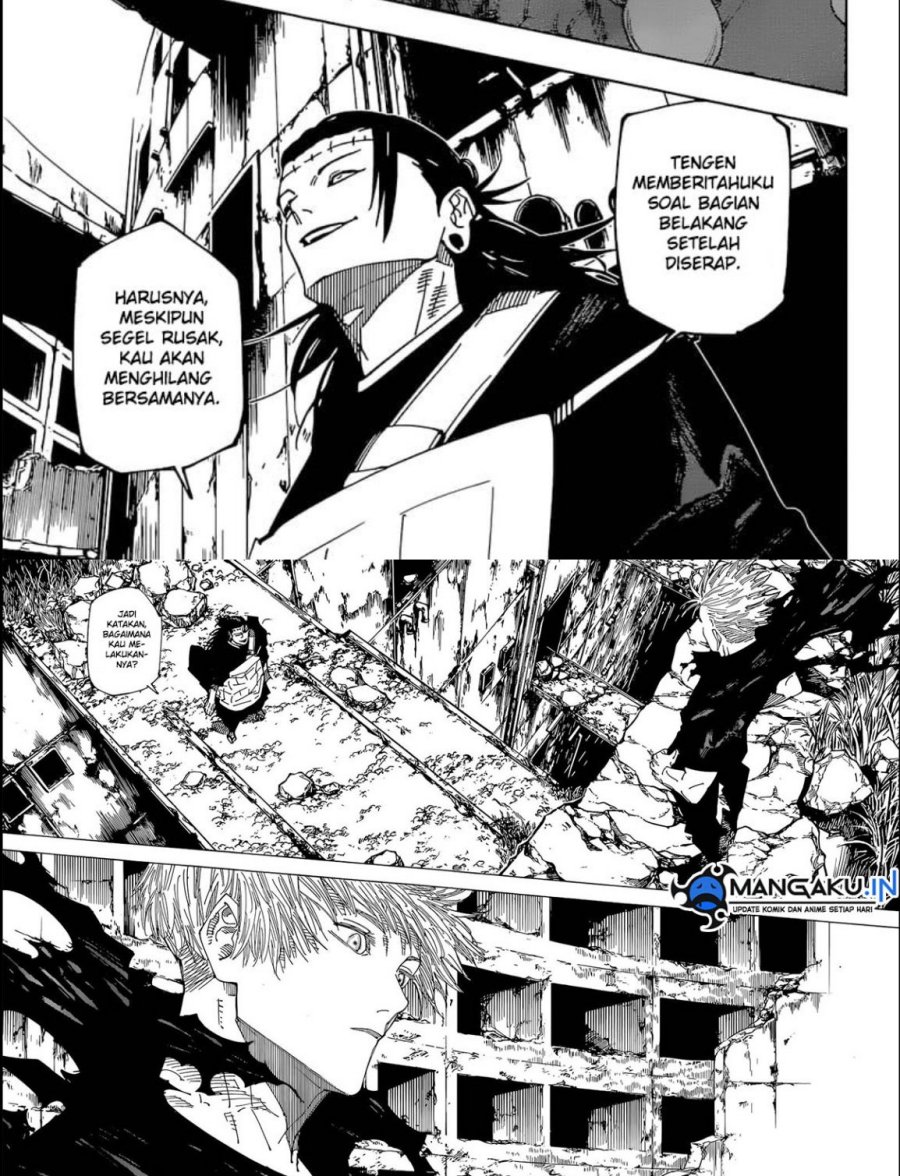 TENGEN
MEMBERITAHUKU
SOAL BAGIAN
BELAKANG
SETELAH
DISERAP.
HARUSNYA,
MESKIPUN
SEGEL RUSAK,
KAU AKAN
MENGHILANG
BERSAMANYA.
JADI
KATAKAN,
BAGAIMANA
KAU ME-
LAKUKAN-
NYA?
MANGAKU.IN
UPDATE KOMIK DAN ANIME SETIAP HARI